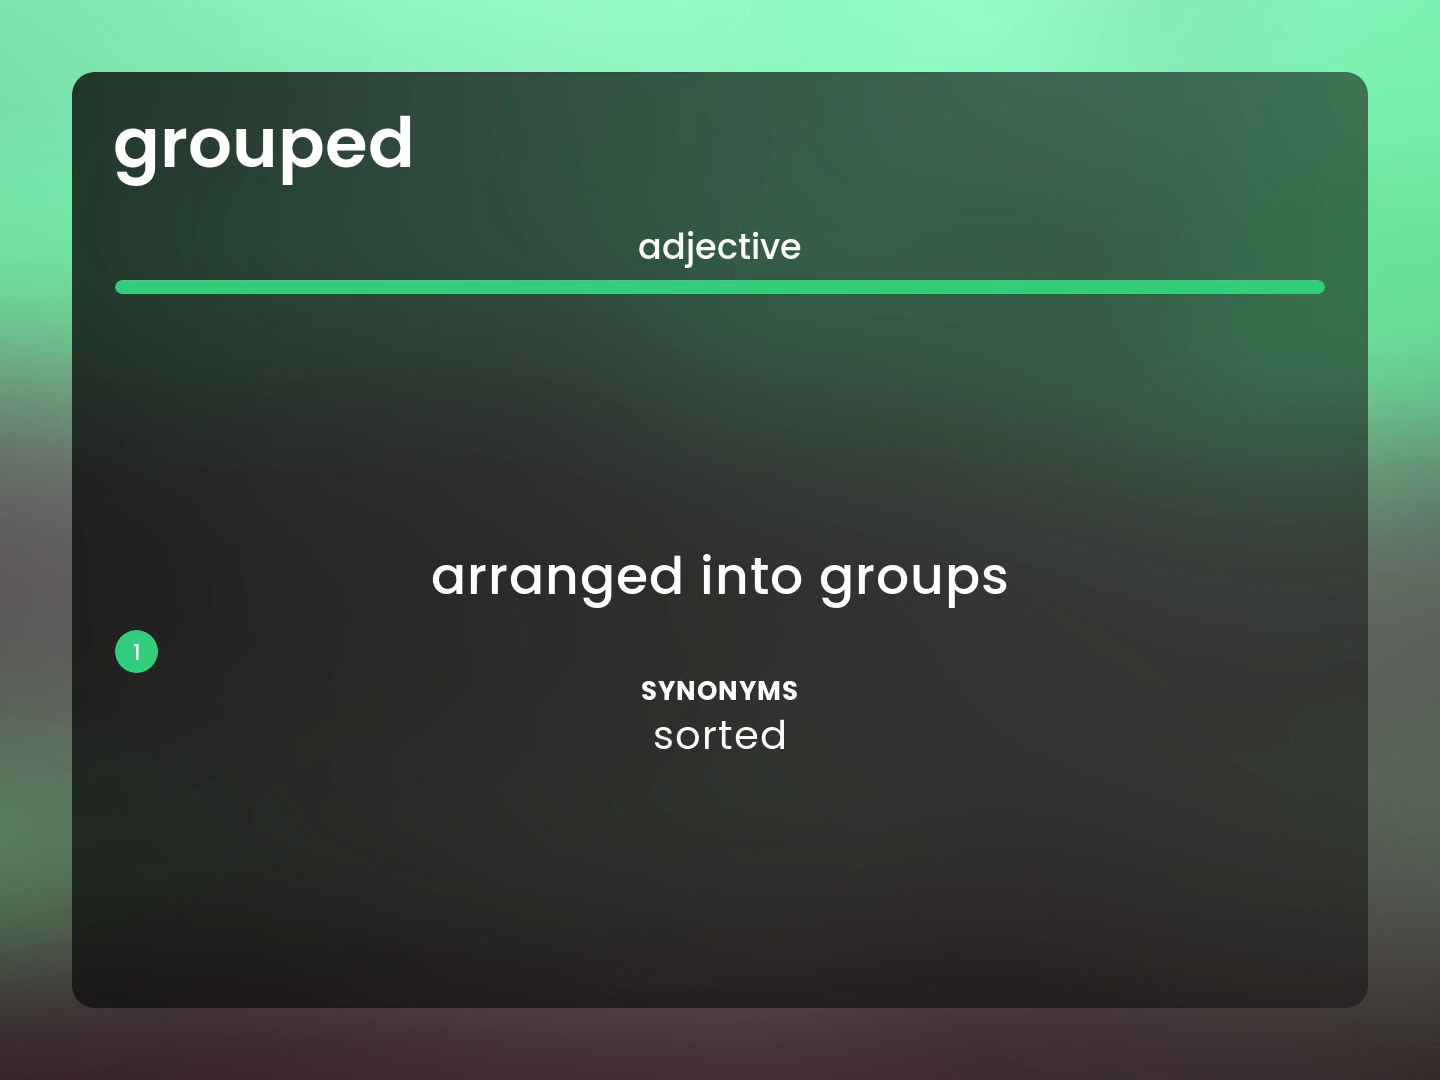 grouped
adjective
arranged into groups
1
SYNONYMS
sorted